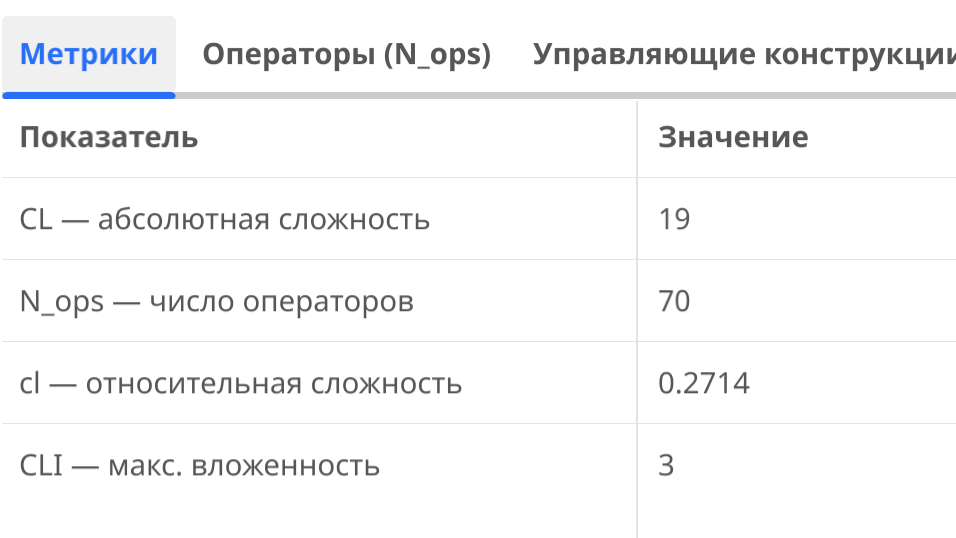 Метрики Операторы (N_ops) Управляющие конструкции
Показатель Значение
CL — абсолютная сложность 19
N_ops — число операторов 70
cl — относительная сложность 0.2714
CLI — макс. вложенность 3